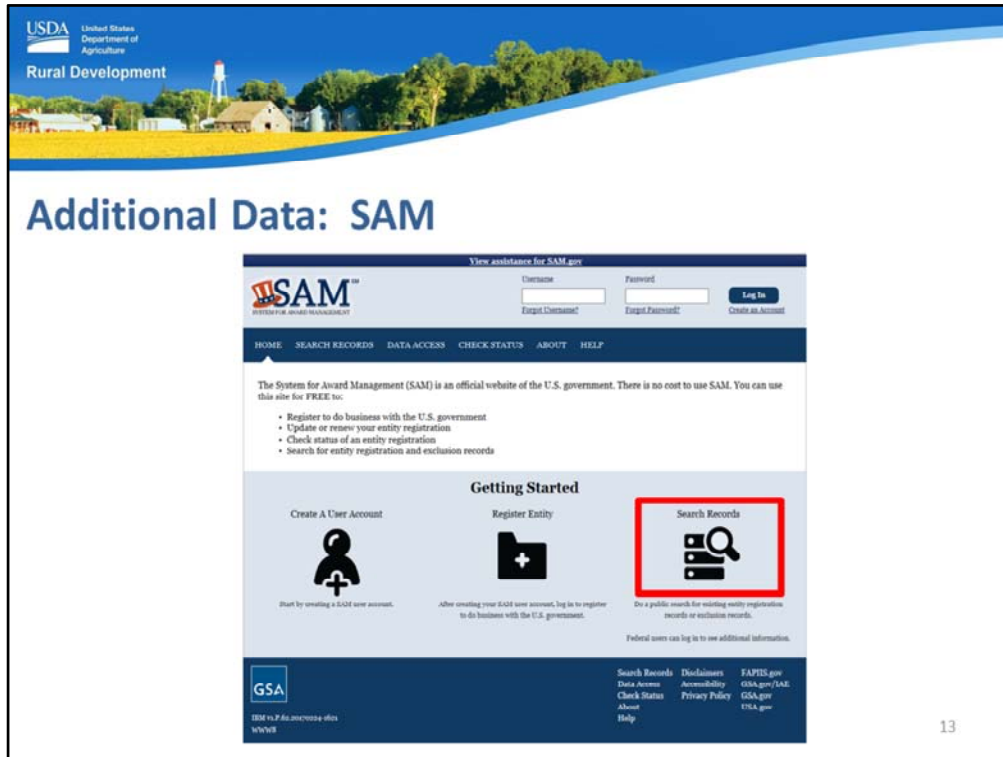 USDA
United States
Department of
Agriculture
Rural Development
Additional Data: SAM
View assistance for SAM.gov
SAM
SYSTEM FOR AWARD MANAGEMENT
Username
Password
Log In
Forgot Username?
Forgot Password?
Create an Account
HOME SEARCH RECORDS DATA ACCESS CHECK STATUS ABOUT HELP
The System for Award Management (SAM) is an official website of the U.S. government. There is no cost to use SAM. You can use
this site for FREE to:
• Register to do business with the U.S. government
• Update or renew your entity registration
• Check status of an entity registration
• Search for entity registration and exclusion records
Getting Started
Create A User Account
Start by creating a SAM user account.
Register Entity
After creating your SAM user account, log in to register
to do business with the U.S. government.
Search Records
Do a public search for existing entity registration
records or exclusion records.
Federal users can log in to see additional information.
GSA
IBM v1.P.62.20170224-1601
WWW8
Search Records
Data Access
Check Status
About
Help
Disclaimers
Accessibility
Privacy Policy
FAPIIS.gov
GSA.gov/IAE
GSA.gov
USA.gov
13